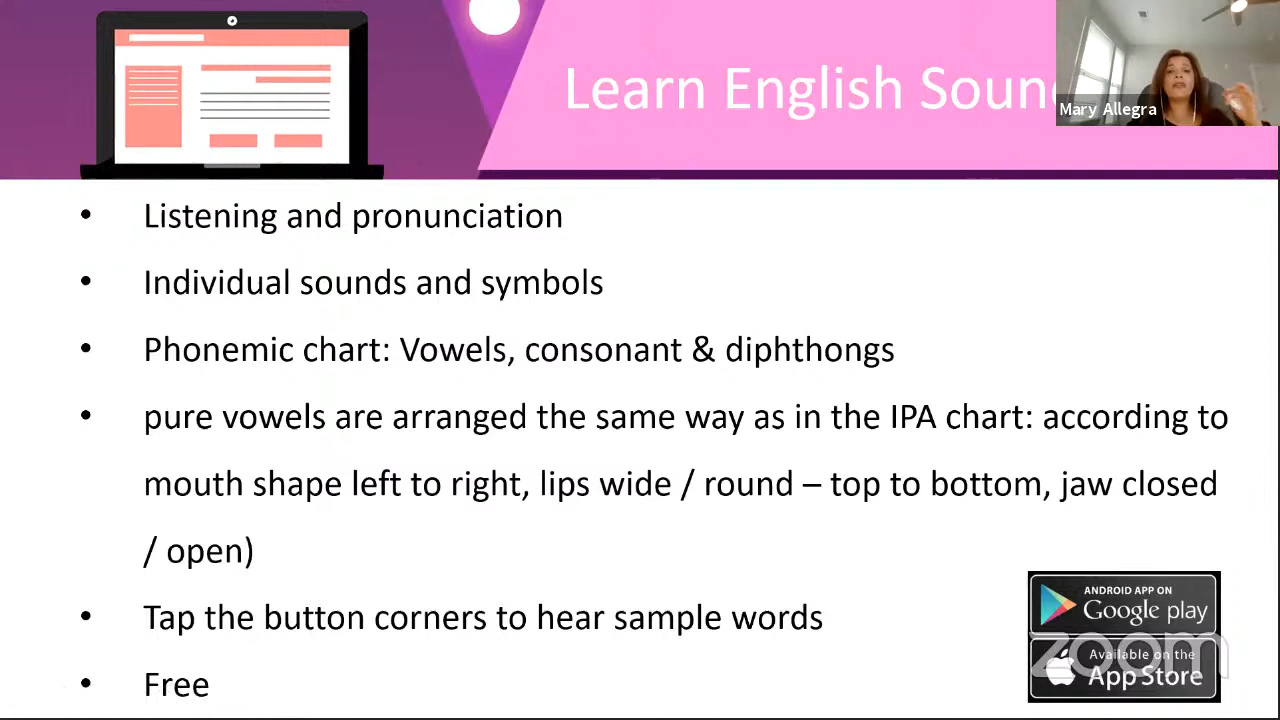 Learn English Soun
Mary Allegra
• Listening and pronunciation
• Individual sounds and symbols
• Phonemic chart: Vowels, consonant & diphthongs
• pure vowels are arranged the same way as in the IPA chart: according to
mouth shape left to right, lips wide / round – top to bottom, jaw closed
/ open)
• Tap the button corners to hear sample words
• Free
ANDROID APP ON
Google play
zoom
Available on the
App Store